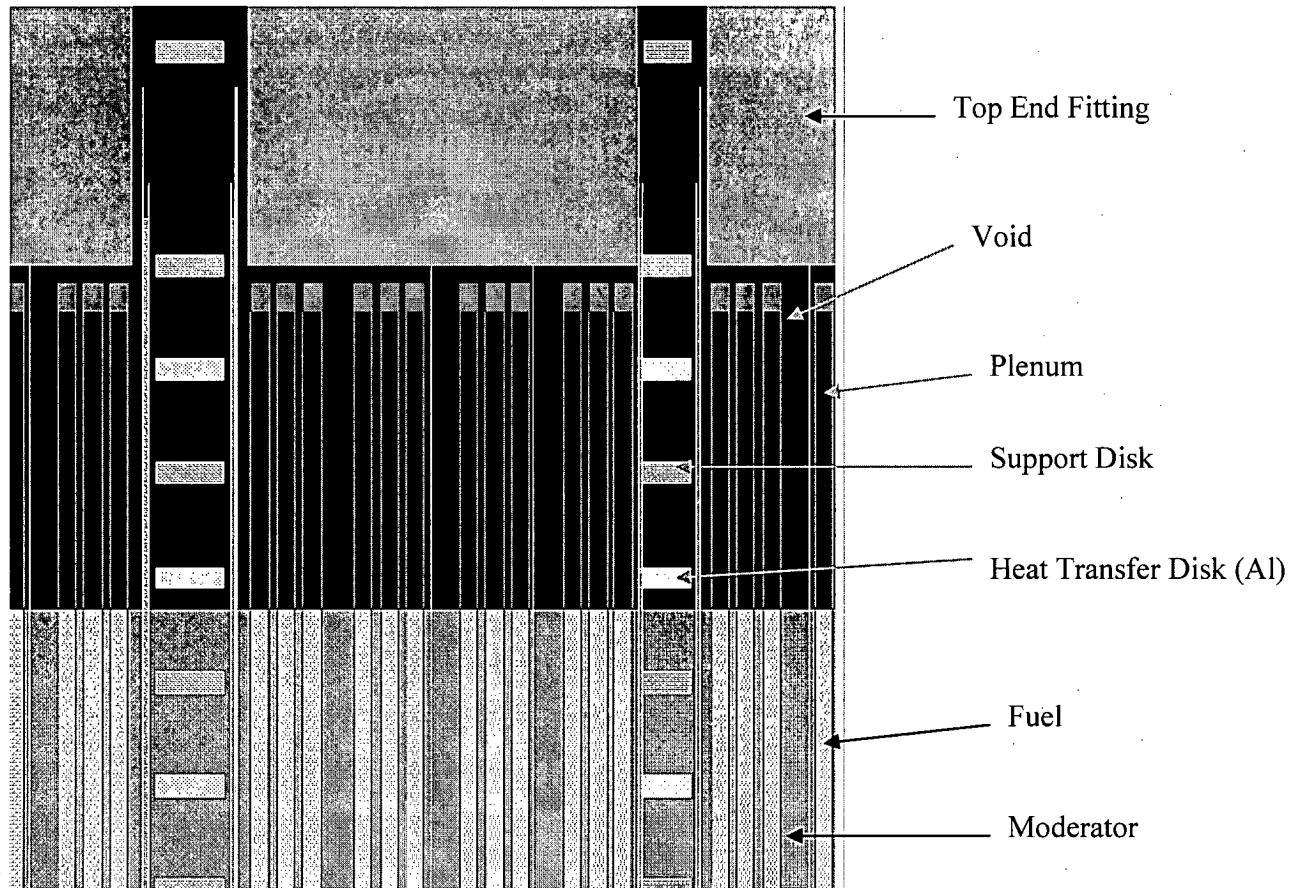 Top End Fitting
Void
Plenum
Support Disk
Heat Transfer Disk (Al)
Fuel
Moderator